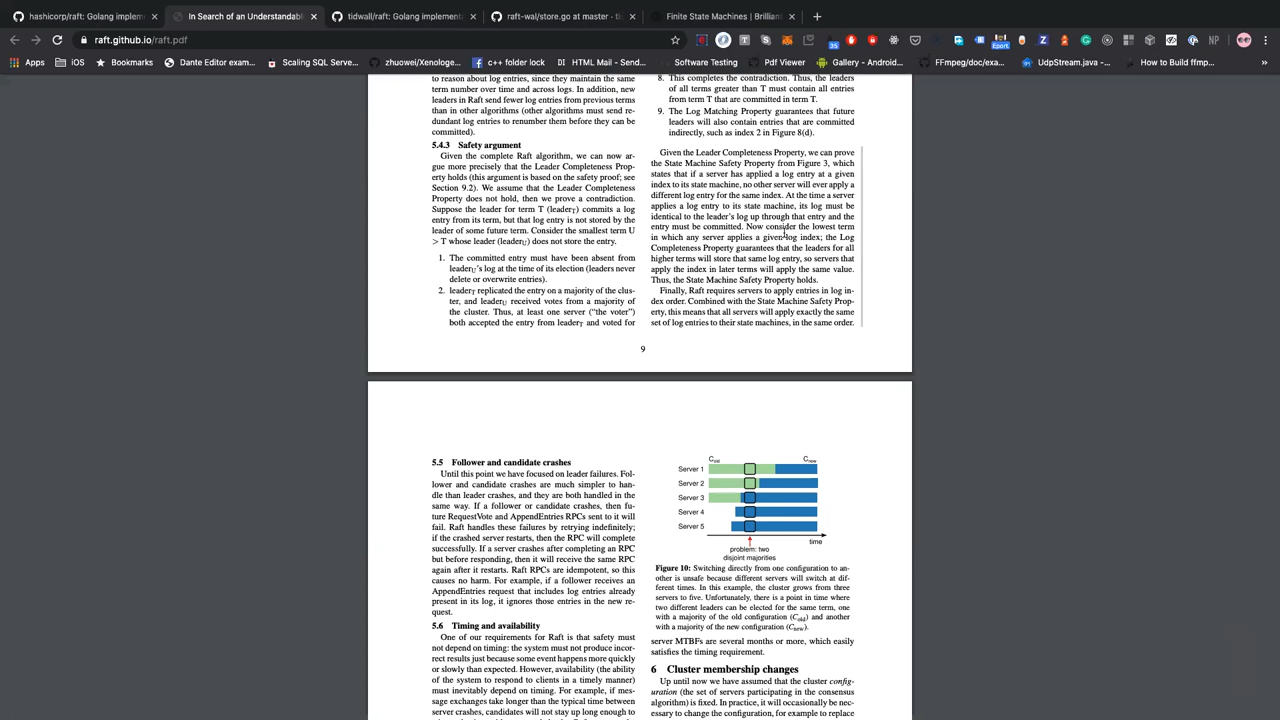 hashicorp/raft: Golang implem
In Search of an Understandabl
tidwall/raft: Golang implement
raft-wal/store.go at master · ti
Finite State Machines | Brillian
raft.github.io/raft.pdf
35
Eport
NP
Apps
iOS
Bookmarks
Dante Editor exam...
Scaling SQL Serve...
zhuowei/Xenologe...
c++ folder lock
HTML Mail - Send...
Software Testing
Pdf Viewer
Gallery - Android...
FFmpeg/doc/exam...
UdpStream.java - j...
How to Build ffmp...
to reason about log entries, since they maintain the same
term number over time and across logs. In addition, new
leaders in Raft send fewer log entries from previous terms
than in other algorithms (other algorithms must send re-
dundant log entries to renumber them before they can be
committed).
5.4.3 Safety argument
Given the complete Raft algorithm, we can now ar-
gue more precisely that the Leader Completeness Prop-
erty holds (this argument is based on the safety proof; see
Section 9.2). We assume that the Leader Completeness
Property does not hold, then we prove a contradiction.
Suppose the leader for term T (leaderT) commits a log
entry from its term, but that log entry is not stored by the
leader of some future term. Consider the smallest term U
> T whose leader (leaderU) does not store the entry.
1. The committed entry must have been absent from
leaderU's log at the time of its election (leaders never
delete or overwrite entries).
2. leaderT replicated the entry on a majority of the clus-
ter, and leaderU received votes from a majority of
the cluster. Thus, at least one server (“the voter”)
both accepted the entry from leaderT and voted for
8. This completes the contradiction. Thus, the leaders
of all terms greater than T must contain all entries
from term T that are committed in term T.
9. The Log Matching Property guarantees that future
leaders will also contain entries that are committed
indirectly, such as index 2 in Figure 8(d).
Given the Leader Completeness Property, we can prove
the State Machine Safety Property from Figure 3, which
states that if a server has applied a log entry at a given
index to its state machine, no other server will ever apply a
different log entry for the same index. At the time a server
applies a log entry to its state machine, its log must be
identical to the leader's log up through that entry and the
entry must be committed. Now consider the lowest term
in which any server applies a given log index; the Log
Completeness Property guarantees that the leaders for all
higher terms will store that same log entry, so servers that
apply the index in later terms will apply the same value.
Thus, the State Machine Safety Property holds.
Finally, Raft requires servers to apply entries in log in-
dex order. Combined with the State Machine Safety Prop-
erty, this means that all servers will apply exactly the same
set of log entries to their state machines, in the same order.
9
5.5 Follower and candidate crashes
Until this point we have focused on leader failures. Fol-
lower and candidate crashes are much simpler to han-
dle than leader crashes, and they are both handled in the
same way. If a follower or candidate crashes, then fu-
ture RequestVote and AppendEntries RPCs sent to it will
fail. Raft handles these failures by retrying indefinitely;
if the crashed server restarts, then the RPC will complete
successfully. If a server crashes after completing an RPC
but before responding, then it will receive the same RPC
again after it restarts. Raft RPCs are idempotent, so this
causes no harm. For example, if a follower receives an
AppendEntries request that includes log entries already
present in its log, it ignores those entries in the new re-
quest.
5.6 Timing and availability
One of our requirements for Raft is that safety must
not depend on timing: the system must not produce incor-
rect results just because some event happens more quickly
or slowly than expected. However, availability (the ability
of the system to respond to clients in a timely manner)
must inevitably depend on timing. For example, if mes-
sage exchanges take longer than the typical time between
server crashes, candidates will not stay up long enough to
Cold
Cnew
Server 1
Server 2
Server 3
Server 4
Server 5
time
problem: two
disjoint majorities
Figure 10: Switching directly from one configuration to an-
other is unsafe because different servers will switch at dif-
ferent times. In this example, the cluster grows from three
servers to five. Unfortunately, there is a point in time where
two different leaders can be elected for the same term, one
with a majority of the old configuration (Cold) and another
with a majority of the new configuration (Cnew).
server MTBFs are several months or more, which easily
satisfies the timing requirement.
6 Cluster membership changes
Up until now we have assumed that the cluster config-
uration (the set of servers participating in the consensus
algorithm) is fixed. In practice, it will occasionally be nec-
essary to change the configuration, for example to replace